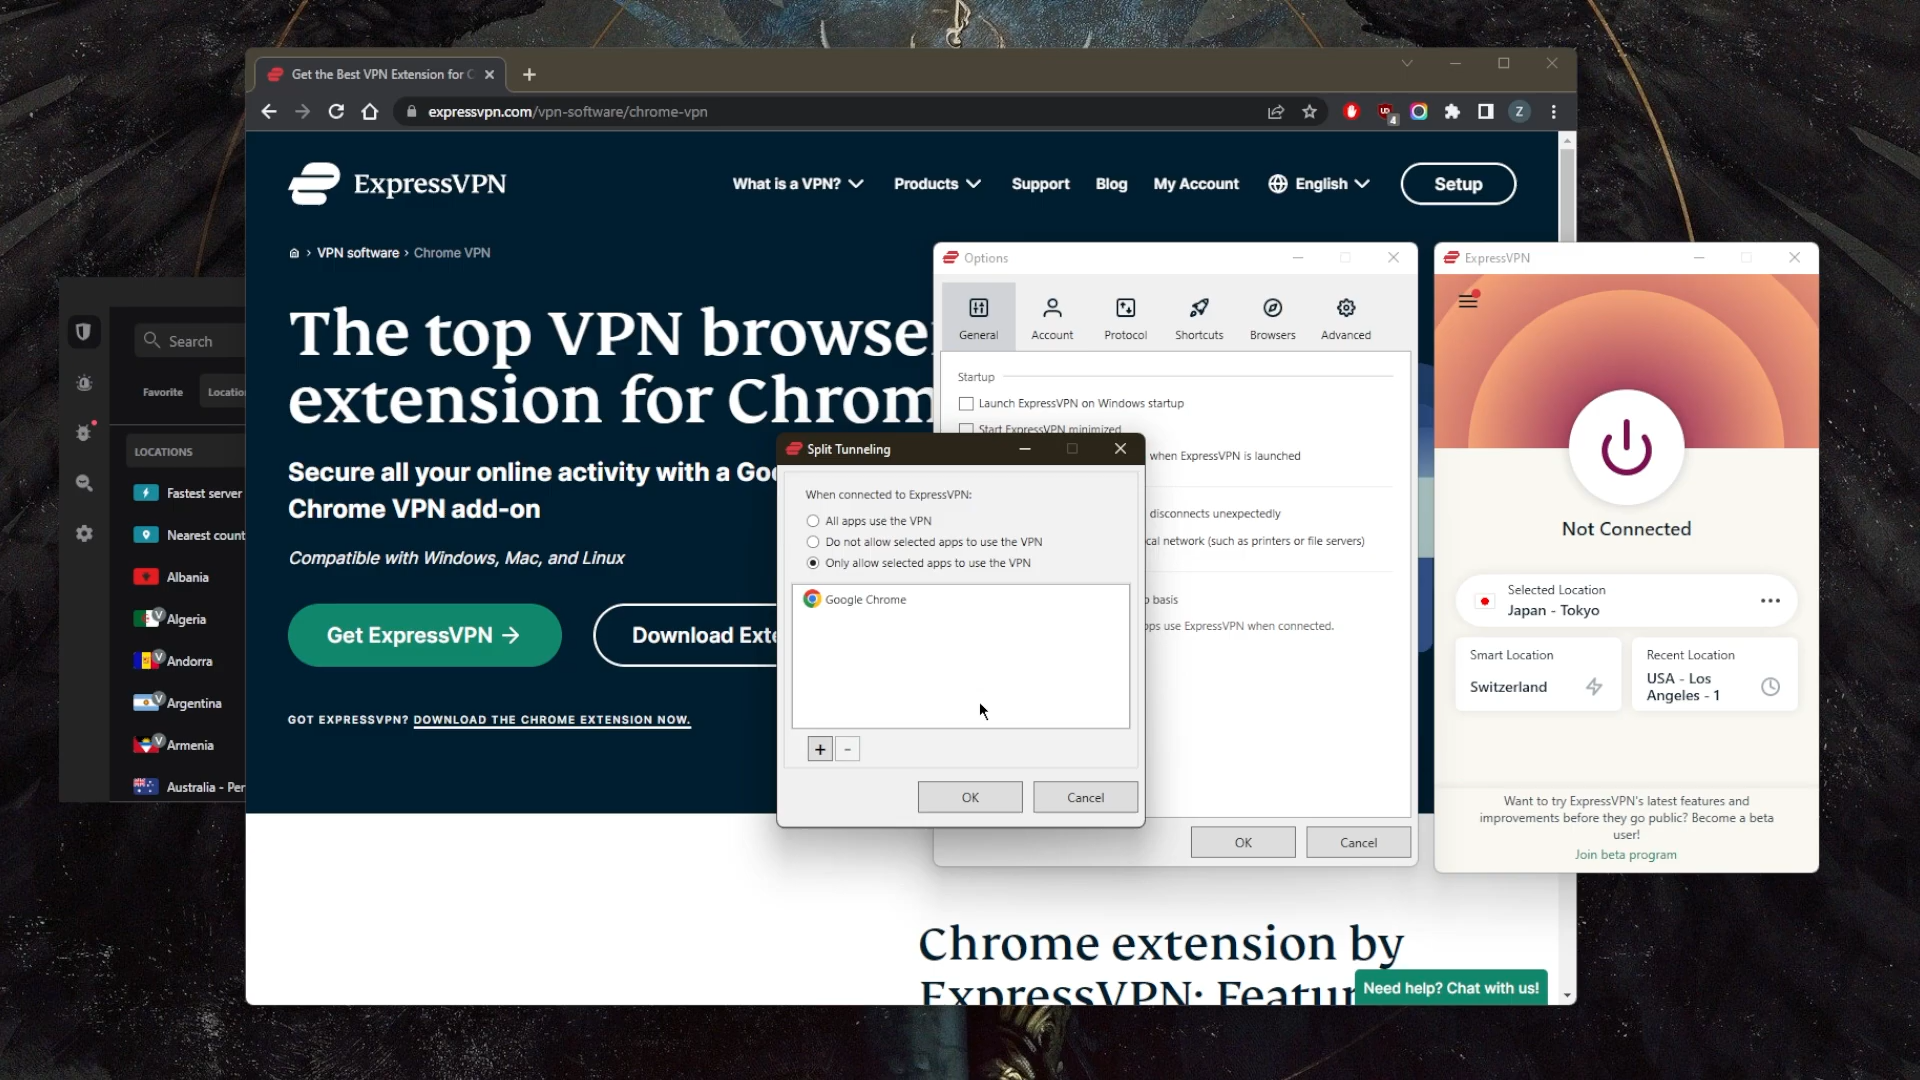 Get the Best VPN Extension for C
expressvpn.com/vpn-software/chrome-vpn
4
Z
ExpressVPN
What is a VPN?
Products
Support
Blog
My Account
English
Setup
VPN software › Chrome VPN
The top VPN browse
extension for Chrom
Secure all your online activity with a Go
Chrome VPN add-on
Compatible with Windows, Mac, and Linux
Get ExpressVPN →
Download Exte
GOT EXPRESSVPN? DOWNLOAD THE CHROME EXTENSION NOW.
Chrome extension by
ExpressVPN: Featur
Need help? Chat with us!
Search
Favorite
Locatio
LOCATIONS
Fastest server
Nearest count
Albania
V Algeria
V Andorra
V Argentina
V Armenia
Australia - Per
Options
General
Account
Protocol
Shortcuts
Browsers
Advanced
Startup
Launch ExpressVPN on Windows startup
Start ExpressVPN minimized
when ExpressVPN is launched
disconnects unexpectedly
cal network (such as printers or file servers)
basis
ps use ExpressVPN when connected.
OK
Cancel
Split Tunneling
When connected to ExpressVPN:
All apps use the VPN
Do not allow selected apps to use the VPN
Only allow selected apps to use the VPN
Google Chrome
+
-
OK
Cancel
ExpressVPN
Not Connected
Selected Location
Japan - Tokyo
Smart Location
Switzerland
Recent Location
USA - Los
Angeles - 1
Want to try ExpressVPN's latest features and
improvements before they go public? Become a beta
user!
Join beta program